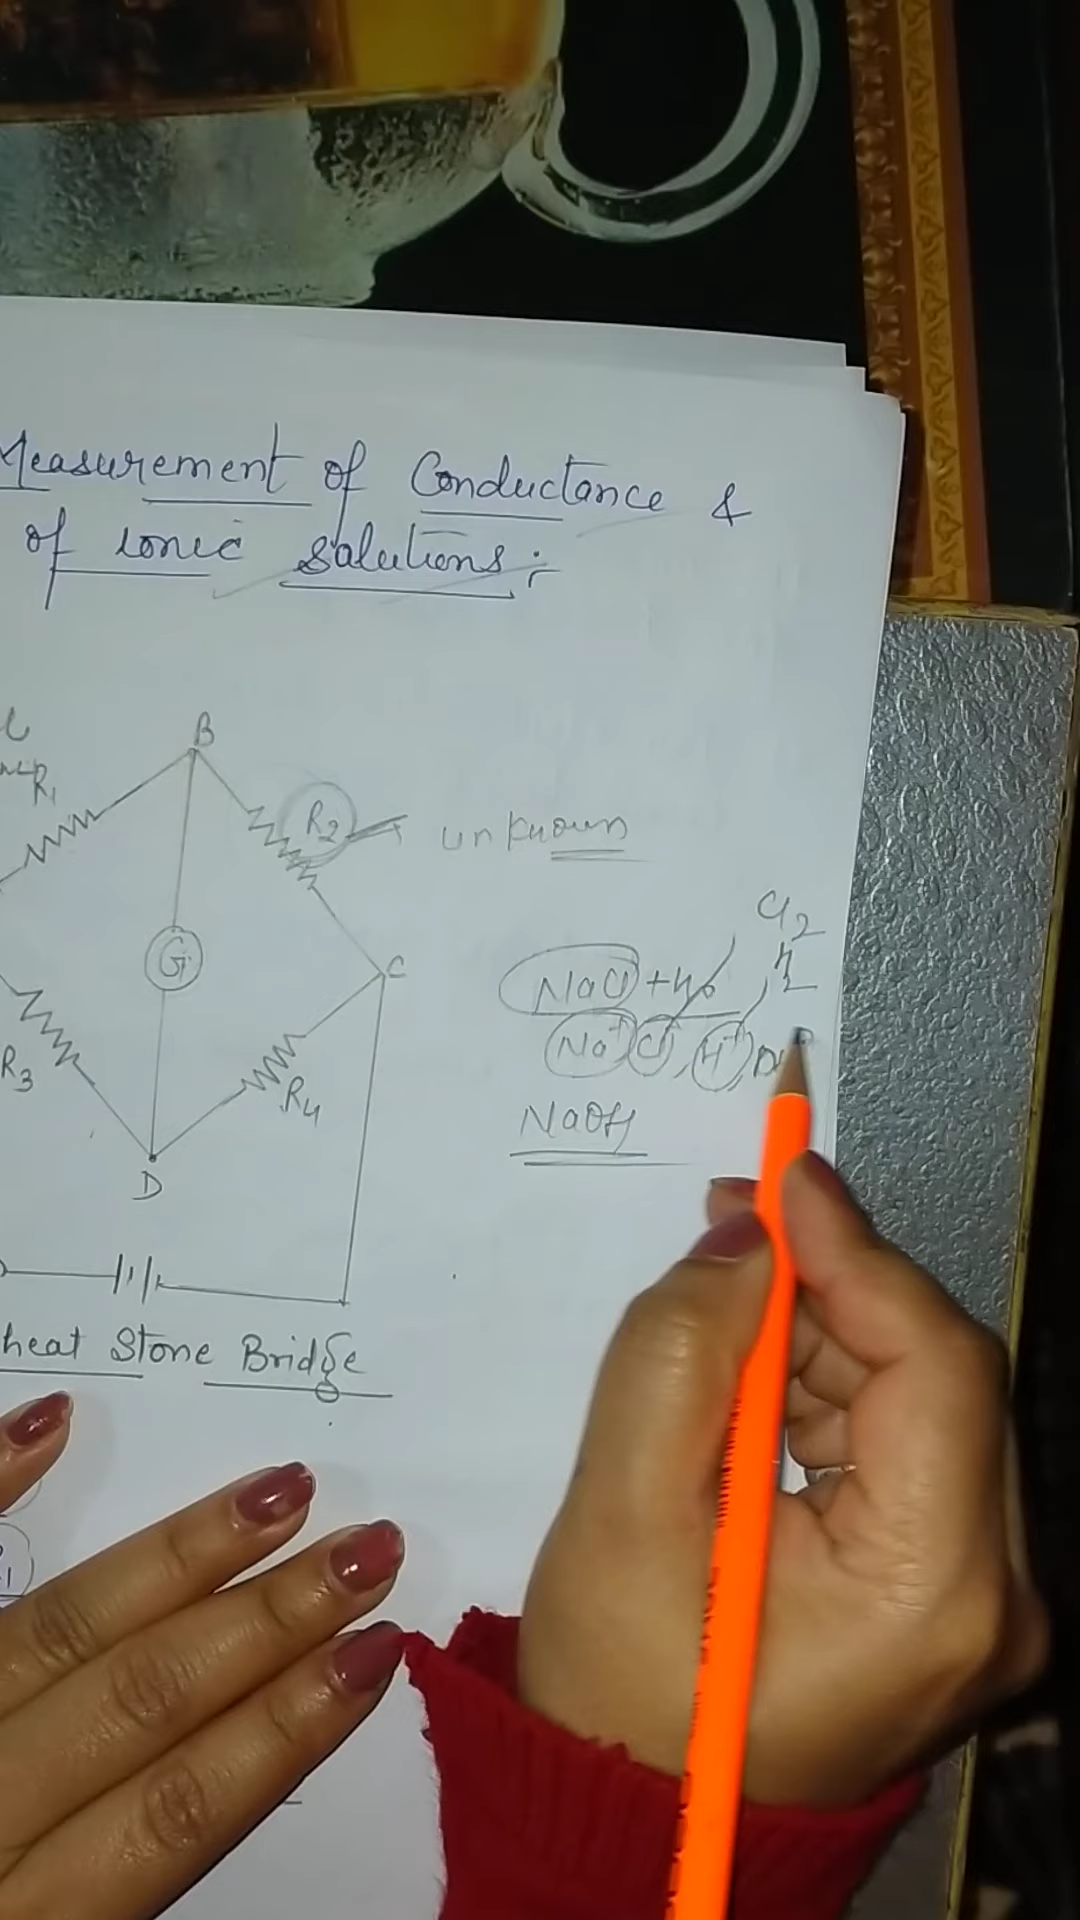 Measurement of Conductance &
of ionic Solutions :-
B
R1
R2
unknown
Cl2
G
C
NaCl + H2O
H2
Na+ Cl-, H+,
R3
R4
NaOH
D
heat Stone Bridge